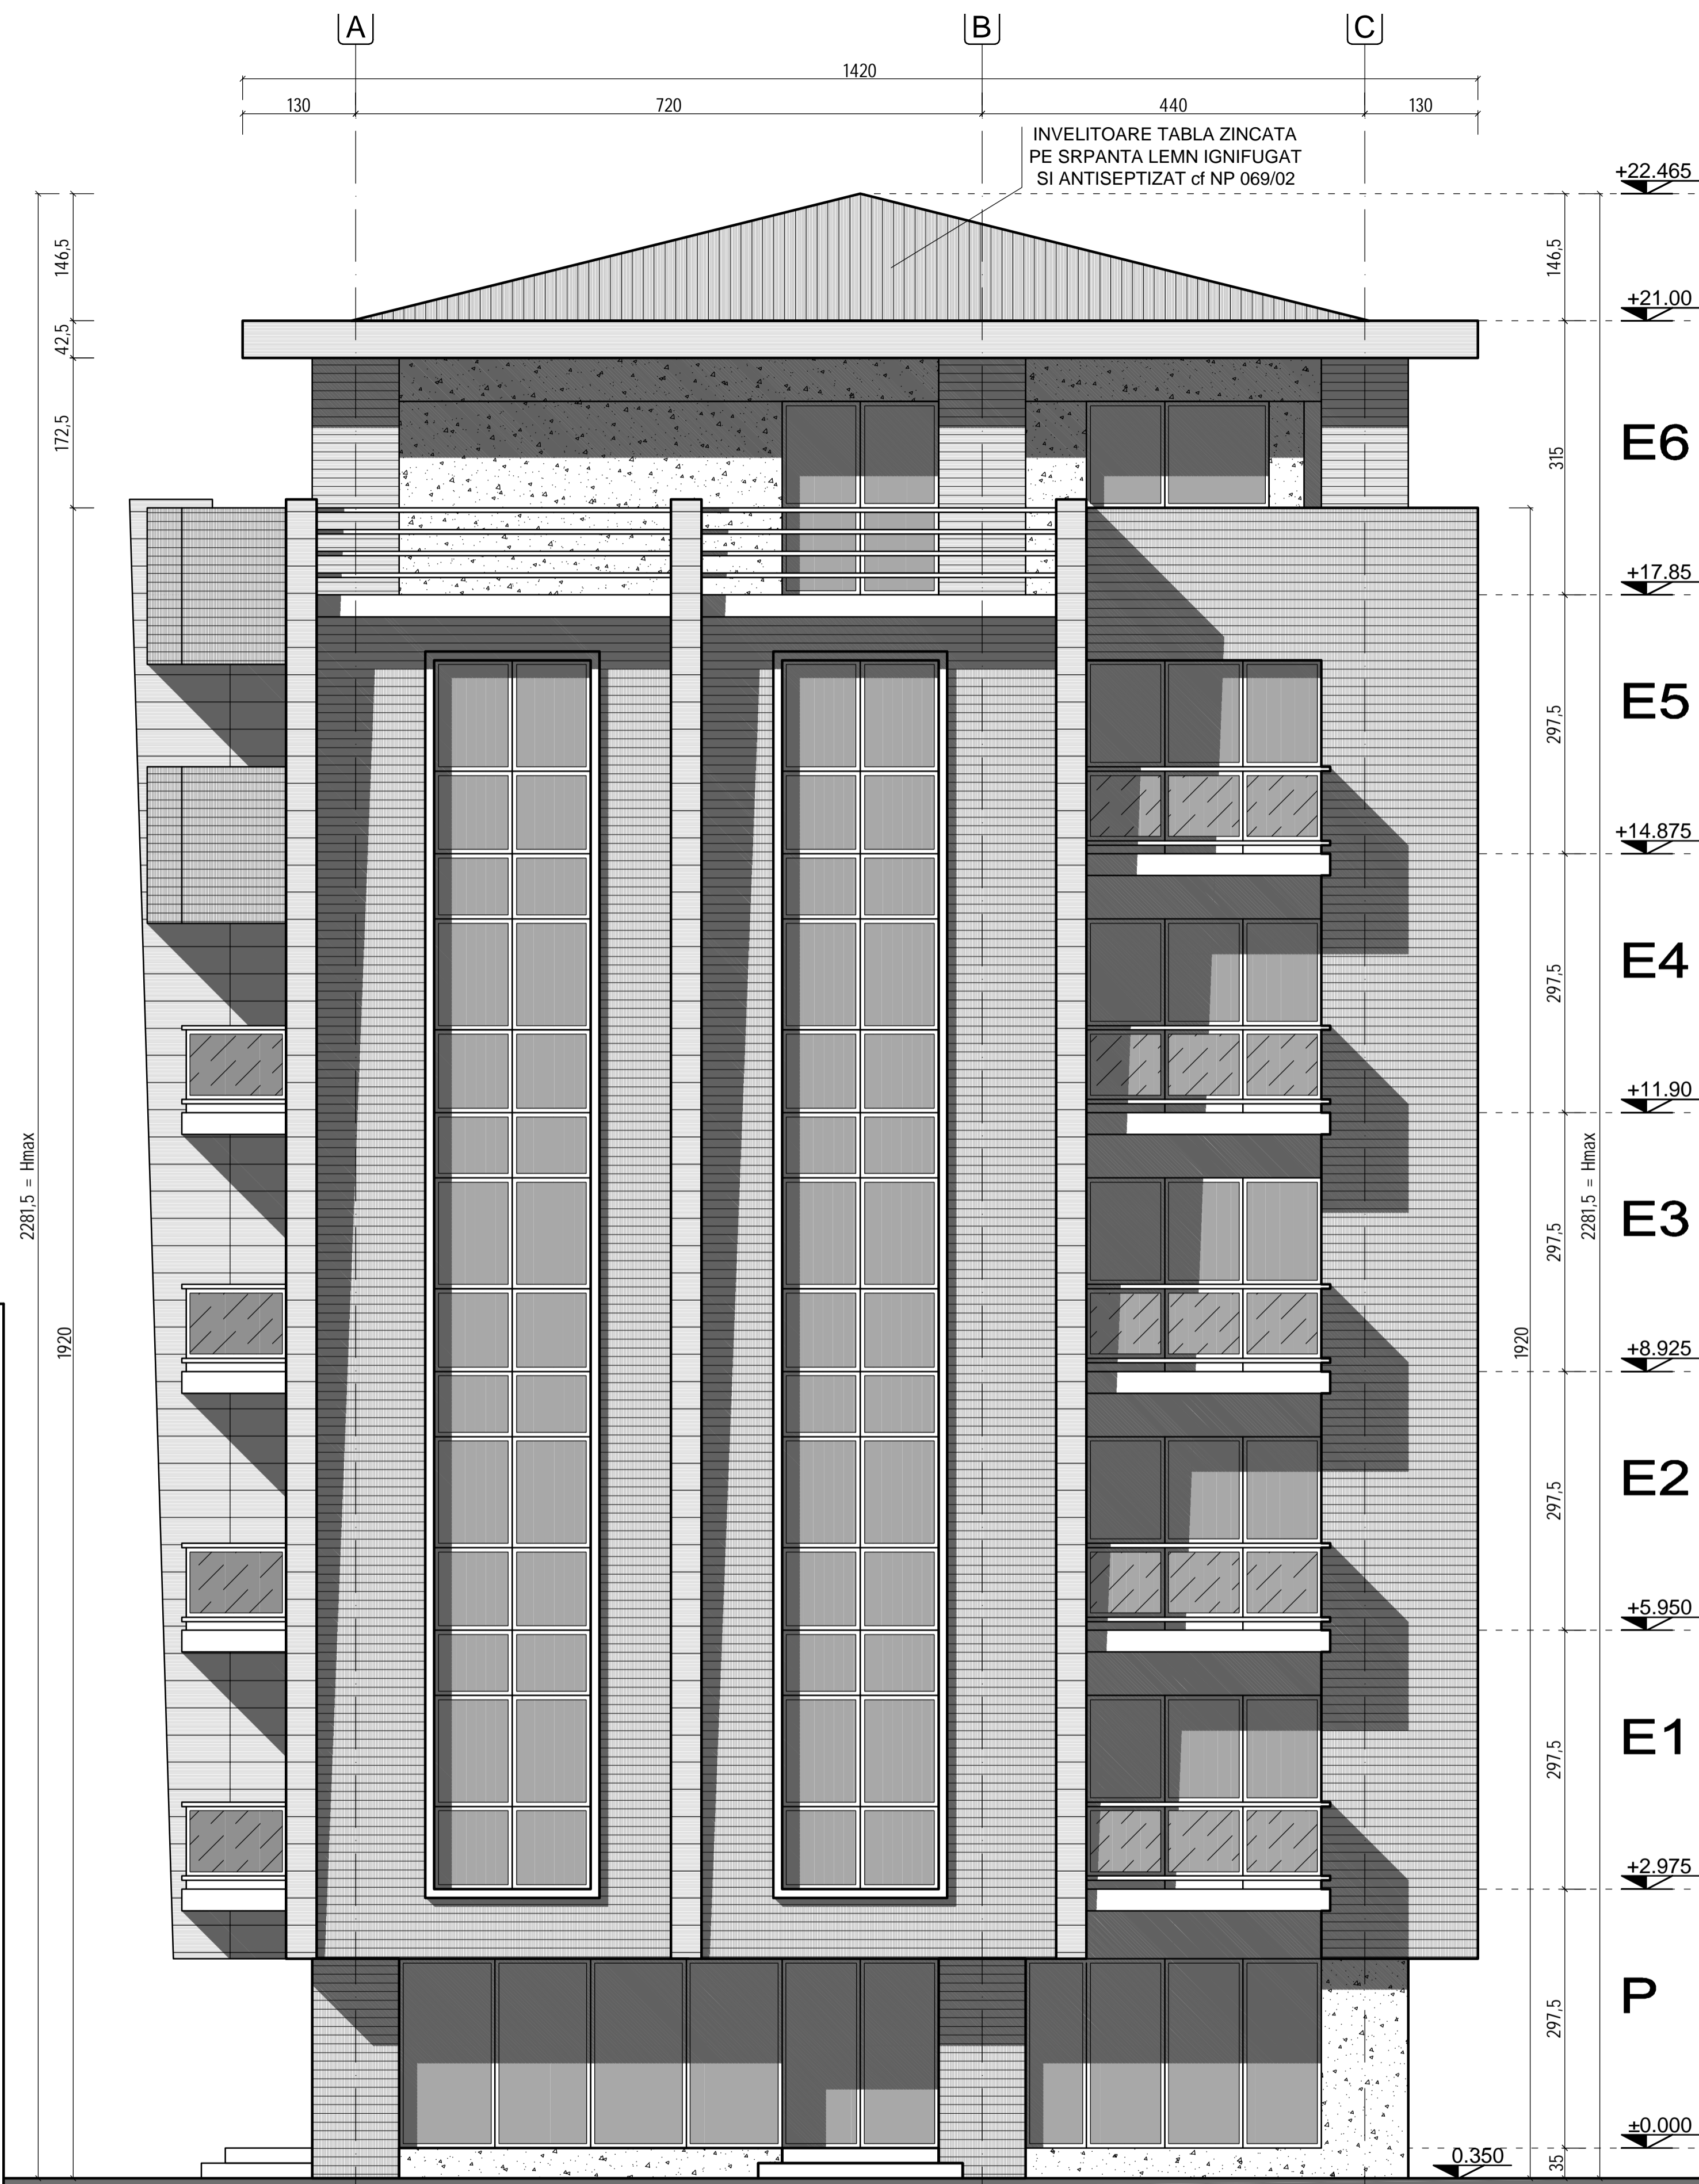 A
B
C
1420
130
720
440
130
INVELITOARE TABLA ZINCATA
PE SRPANTA LEMN IGNIFUGAT
SI ANTISEPTIZAT cf NP 069/02
+22.465
146,5
146,5
+21.00
42,5
172,5
315
E6
+17.85
297,5
E5
+14.875
297,5
E4
+11.90
2281,5 = Hmax
2281,5 = Hmax
297,5
E3
1920
1920
+8.925
297,5
E2
+5.950
297,5
E1
+2.975
297,5
P
±0.000
0.350
35